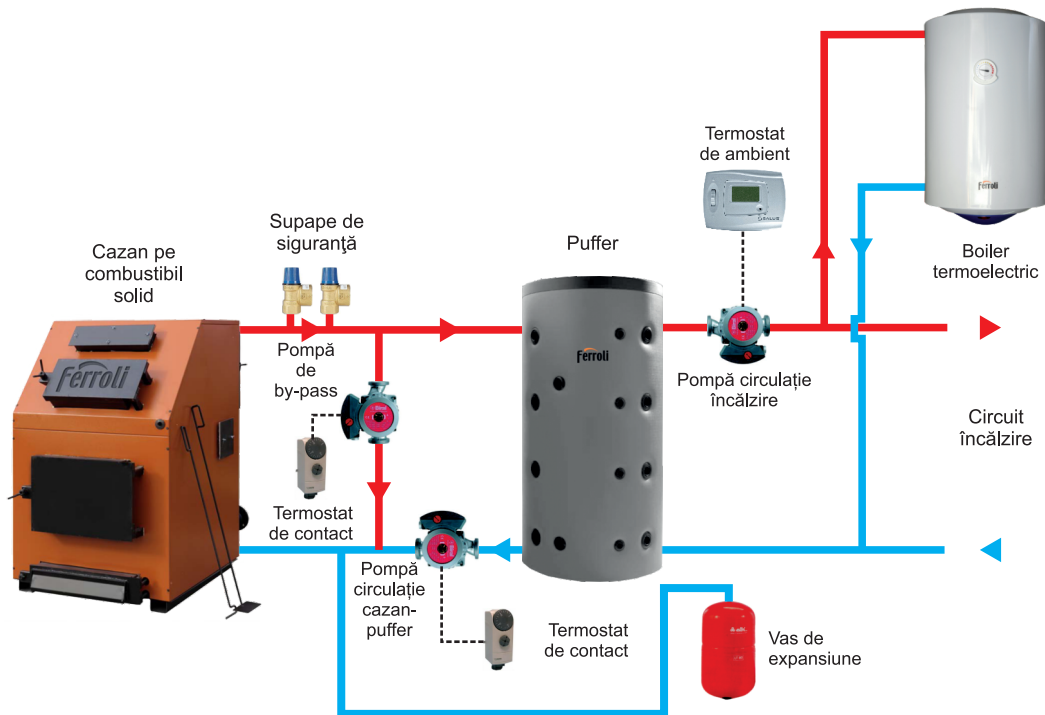 Cazan pe
combustibil
solid
Ferroli
Supape de
siguranţă
Pompă
de
by-pass
Termostat
de contact
Pompă
circulație
cazan-
puffer
Termostat
de contact
Puffer
Ferroli
Termostat
de ambient
SALUS
Pompă circulație
încălzire
Ferroli
Boiler
termoelectric
Circuit
încălzire
Vas de
expansiune